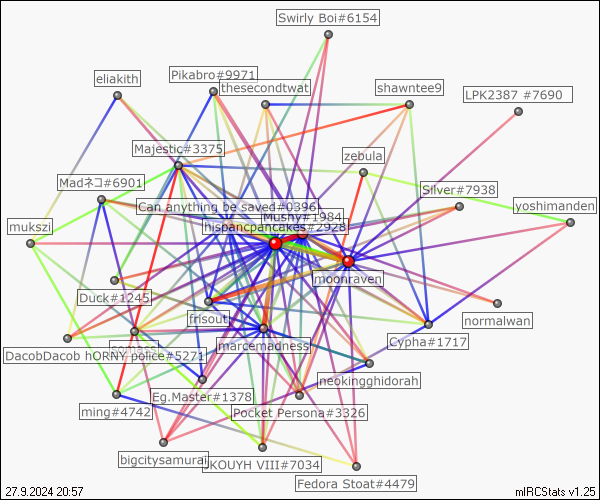 Swirly Boi#6154
eliakith
Pikabro#9971
thesecondtwat
shawntee9
LPK2387 #7690
Majestic#3375
zebula
Madネコ#6901
Silver#7938
Can anything be saved#0396
Mushy#1984
yoshimanden
mukszi
hispancpancakes#2928
moonraven
Duck#1245
normalwan
frisout
Cypha#1717
marcemadness
DacobDacob hORNY police#5271
neokingghidorah
Eg.Master#1378
ming#4742
Pocket Persona#3326
bigcitysamurai
JKOUYH VIII#7034
Fedora Stoat#4479
27.9.2024 20:57
mIRCStats v1.25